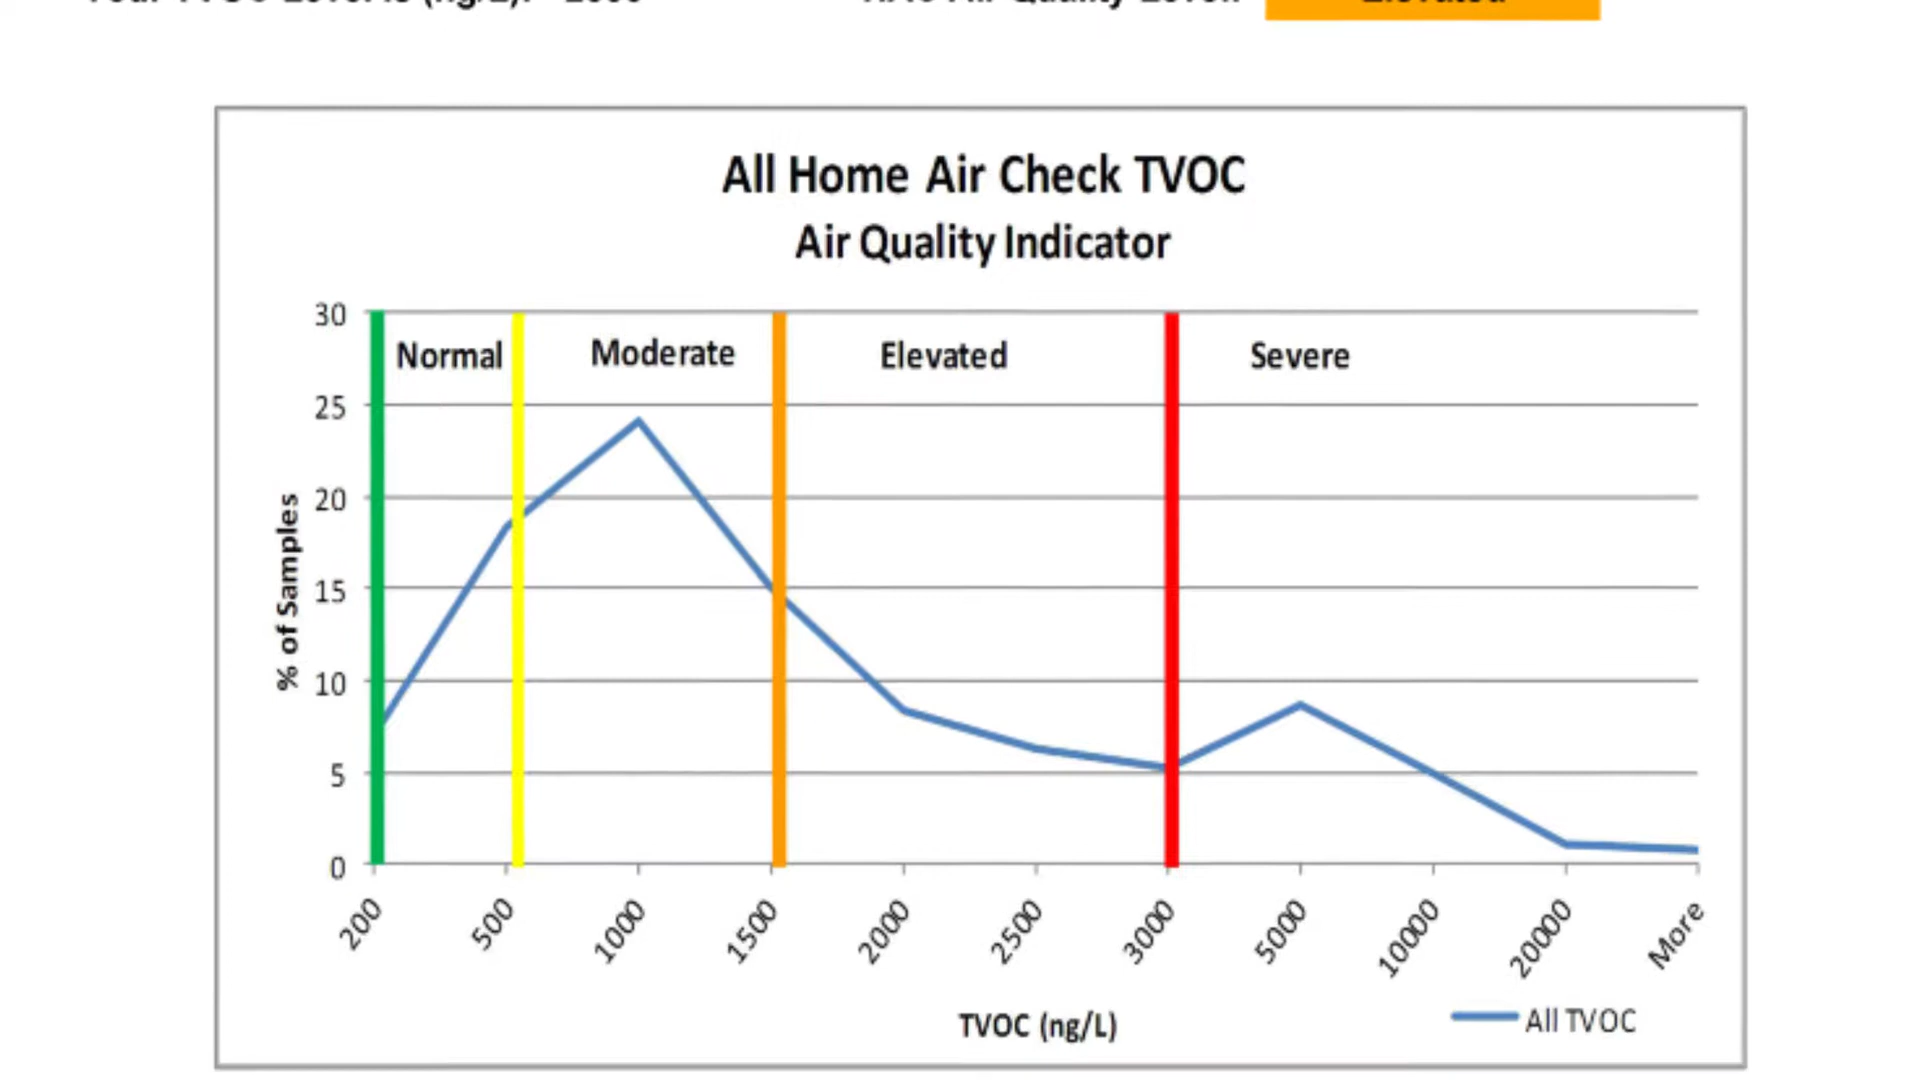 All Home Air Check TVOC
Air Quality Indicator
30
Normal
Moderate
Elevated
Severe
25
20
15
10
5
0
% of Samples
200
500
1000
1500
2000
2500
3000
5000
10000
20000
More
TVOC (ng/L)
All TVOC